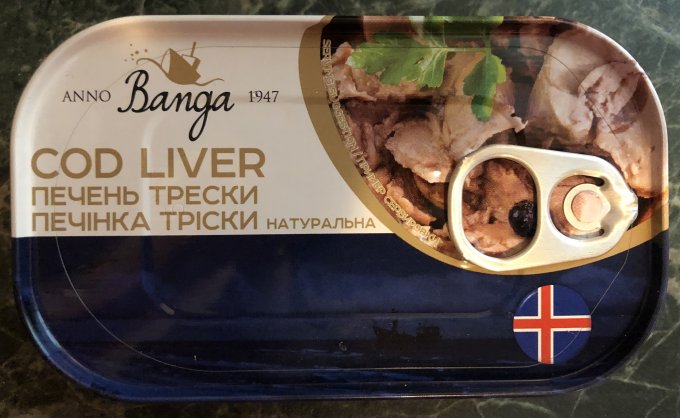 ANNO Banga 1947
COD LIVER
ПЕЧЕНЬ ТРЕСКИ
ПЕЧІНКА ТРІСКИ НАТУРАЛЬНА